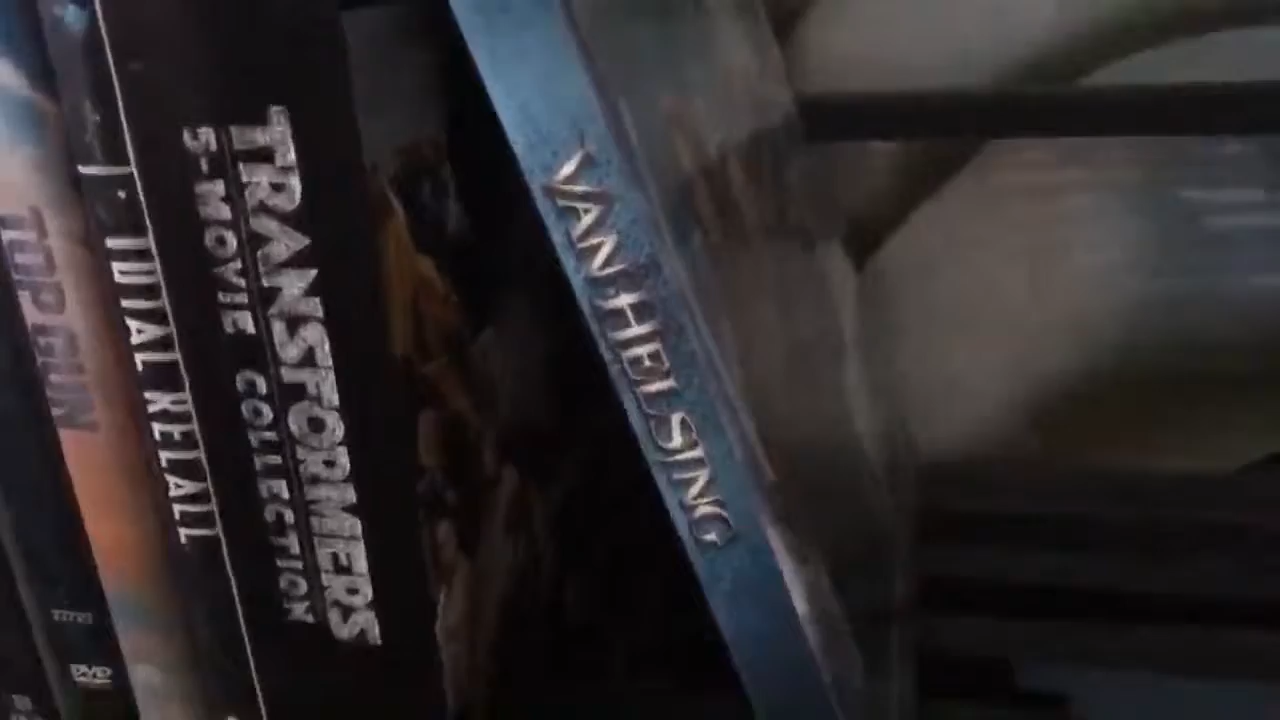 TOP GUN
TOTAL RECALL
TRANSFORMERS
5-MOVIE COLLECTION
VAN HELSING
DVD